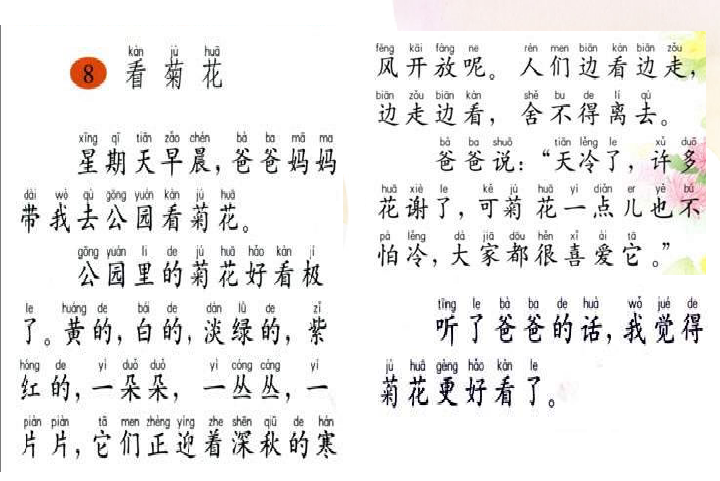 kàn jú huā
8 看菊花
xīng qī tiān zǎo chén bà ba mā ma
星期天早晨，爸爸妈妈
dài wǒ qù gōng yuán kàn jú huā
带我去公园看菊花。
gōng yuán lǐ de jú huā hǎo kàn jí
公园里的菊花好看极
le huáng de bái de dàn lǜ de zǐ
了。黄的，白的，淡绿的，紫
hóng de yì duǒ duǒ yì cóng cóng yí
红的，一朵朵，一丛丛，一
piàn piàn tā men zhèng yíng zhe shēn qiū de hán
片片，它们正迎着深秋的寒
fēng kāi fàng ne rén men biān kàn biān zǒu
风开放呢。人们边看边走，
biān zǒu biān kàn shě bu de lí qù
边走边看，舍不得离去。
bà ba shuō tiān lěng le xǔ duō
爸爸说：“天冷了，许多
huā xiè le kě jú huā yì diǎn er yě bú
花谢了，可菊花一点儿也不
pà lěng dà jiā dōu hěn xǐ ài tā
怕冷，大家都很喜爱它。”
tīng le bà ba de huà wǒ jué de
听了爸爸的话，我觉得
jú huā gèng hǎo kàn le
菊花更好看了。